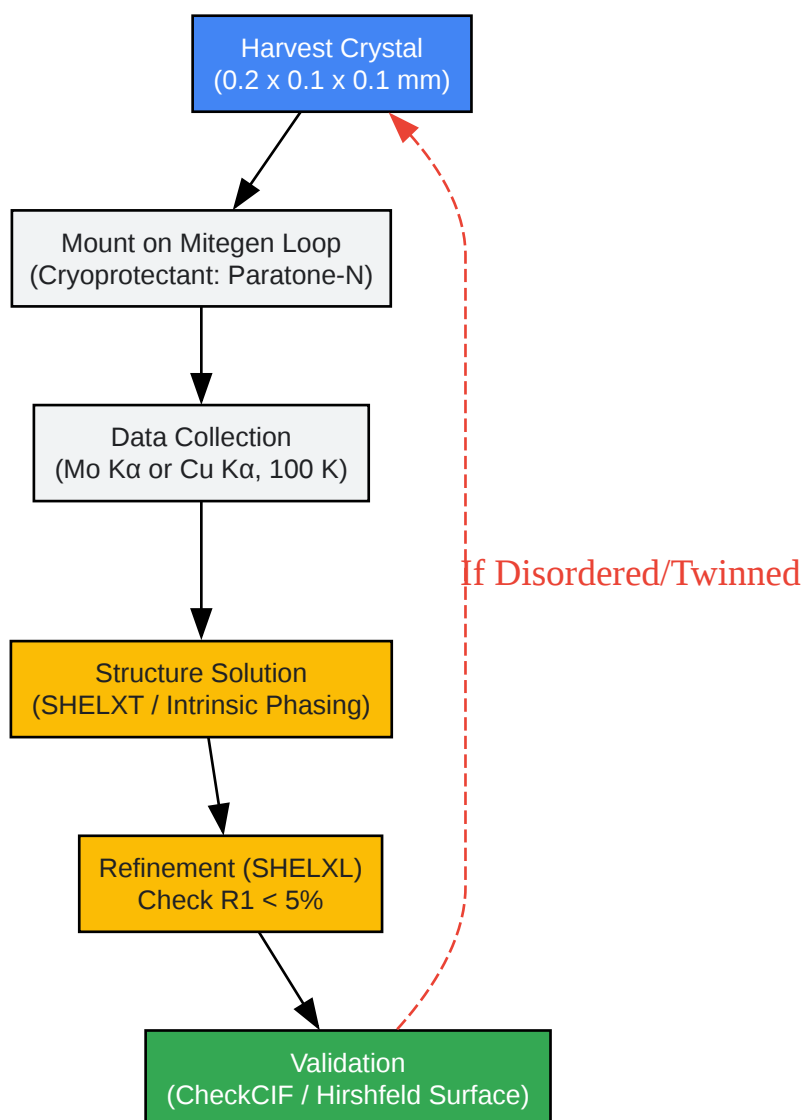 Harvest Crystal
(0.2 x 0.1 x 0.1 mm)
Mount on Mitegen Loop
(Cryoprotectant: Paratone-N)
Data Collection
(Mo Kα or Cu Kα, 100 K)
If Disordered/Twinned
Structure Solution
(SHELXT / Intrinsic Phasing)
Refinement (SHELXL)
Check R1 < 5%
Validation
(CheckCIF / Hirshfeld Surface)